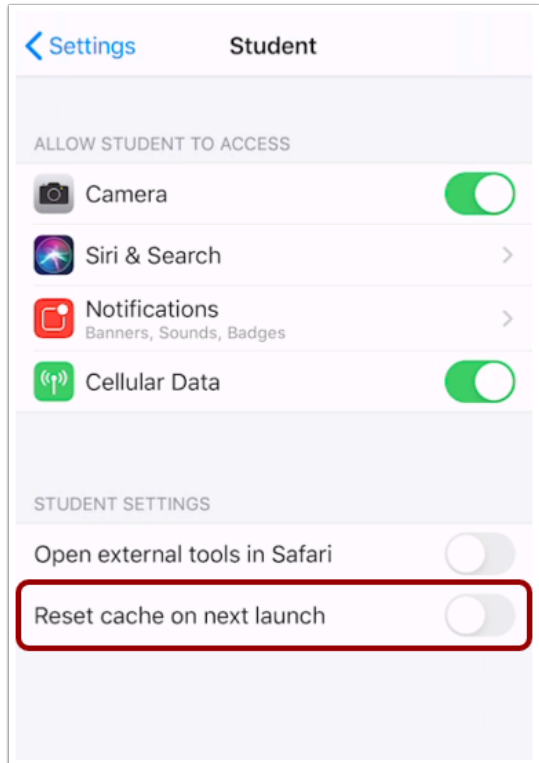 Settings
Student
ALLOW STUDENT TO ACCESS
Camera
Siri & Search
Notifications
Banners, Sounds, Badges
Cellular Data
STUDENT SETTINGS
Open external tools in Safari
Reset cache on next launch